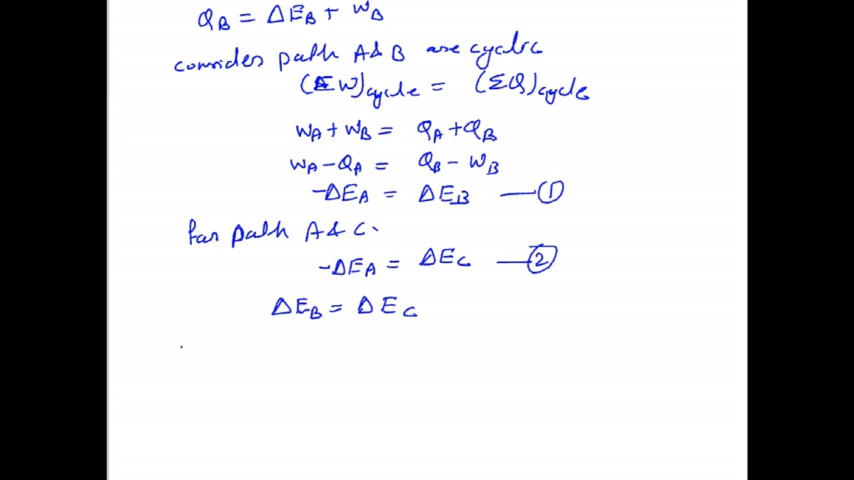 Q_B = ΔE_B + W_B
consider path A & B are cyclic
(ΣW)cycle = (ΣQ)cycle
W_A + W_B = Q_A + Q_B
W_A - Q_A = Q_B - W_B
-ΔE_A = ΔE_B —①
for path A & C.
-ΔE_A = ΔE_C —②
ΔE_B = ΔE_C